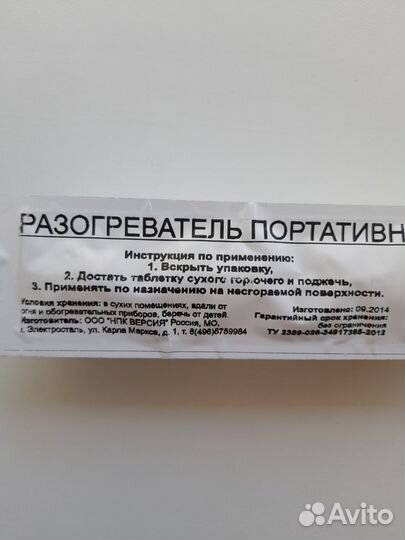 РАЗОГРЕВАТЕЛЬ ПОРТАТИВН
Инструкция по применению:
1. Вскрыть упаковку,
2. Достать таблетку сухого горючего и поджечь,
3. Применять по назначению на несгораемой поверхности.
Условия хранения: в сухих помещениях, вдали от
огня и обогревательных приборов, беречь от детей.
Изготовитель: ООО "НПК ВЕРСИЯ" Россия, МО,
г. Электросталь, ул. Карла Маркса, д. 1, т. 8(496)5789984
Изготовлено: 09.2014
Гарантийный срок хранения:
без ограничения
ТУ 2389-026-34917355-2012
Avito